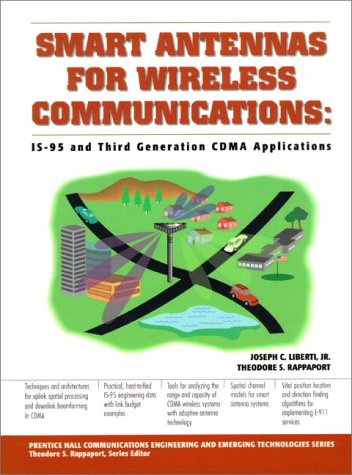 SMART ANTENNAS
FOR WIRELESS
COMMUNICATIONS:
IS-95 and Third Generation CDMA Applications
JOSEPH C. LIBERTI, JR.
THEODORE S. RAPPAPORT
Techniques and architectures
for uplink spatial processing
and downlink beamforming
in CDMA
Practical, hard-to-find
IS-95 engineering data
with link budget
examples
Tools for analyzing the
range and capacity of
CDMA wireless systems
with adaptive antenna
technology
Spatial channel
models for smart
antenna systems
Vital position location
and direction finding
algorithms for
implementing E-911
services
PRENTICE HALL COMMUNICATIONS ENGINEERING AND EMERGING TECHNOLOGIES SERIES
Theodore S. Rappaport, Series Editor